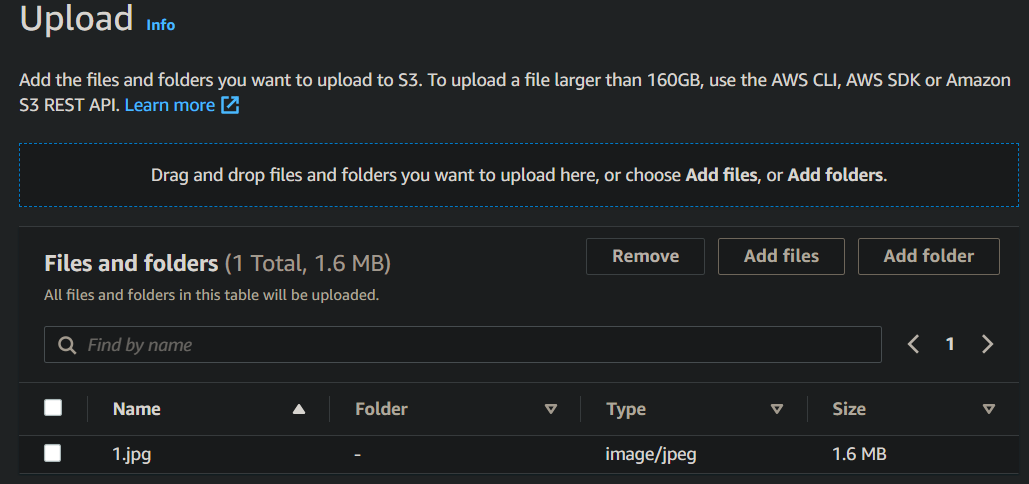 Upload Info
Add the files and folders you want to upload to S3. To upload a file larger than 160GB, use the AWS CLI, AWS SDK or Amazon
S3 REST API. Learn more
Drag and drop files and folders you want to upload here, or choose Add files, or Add folders.
Files and folders (1 Total, 1.6 MB)
Remove Add files Add folder
All files and folders in this table will be uploaded.
Find by name
1
Name Folder Type Size
1.jpg - image/jpeg 1.6 MB